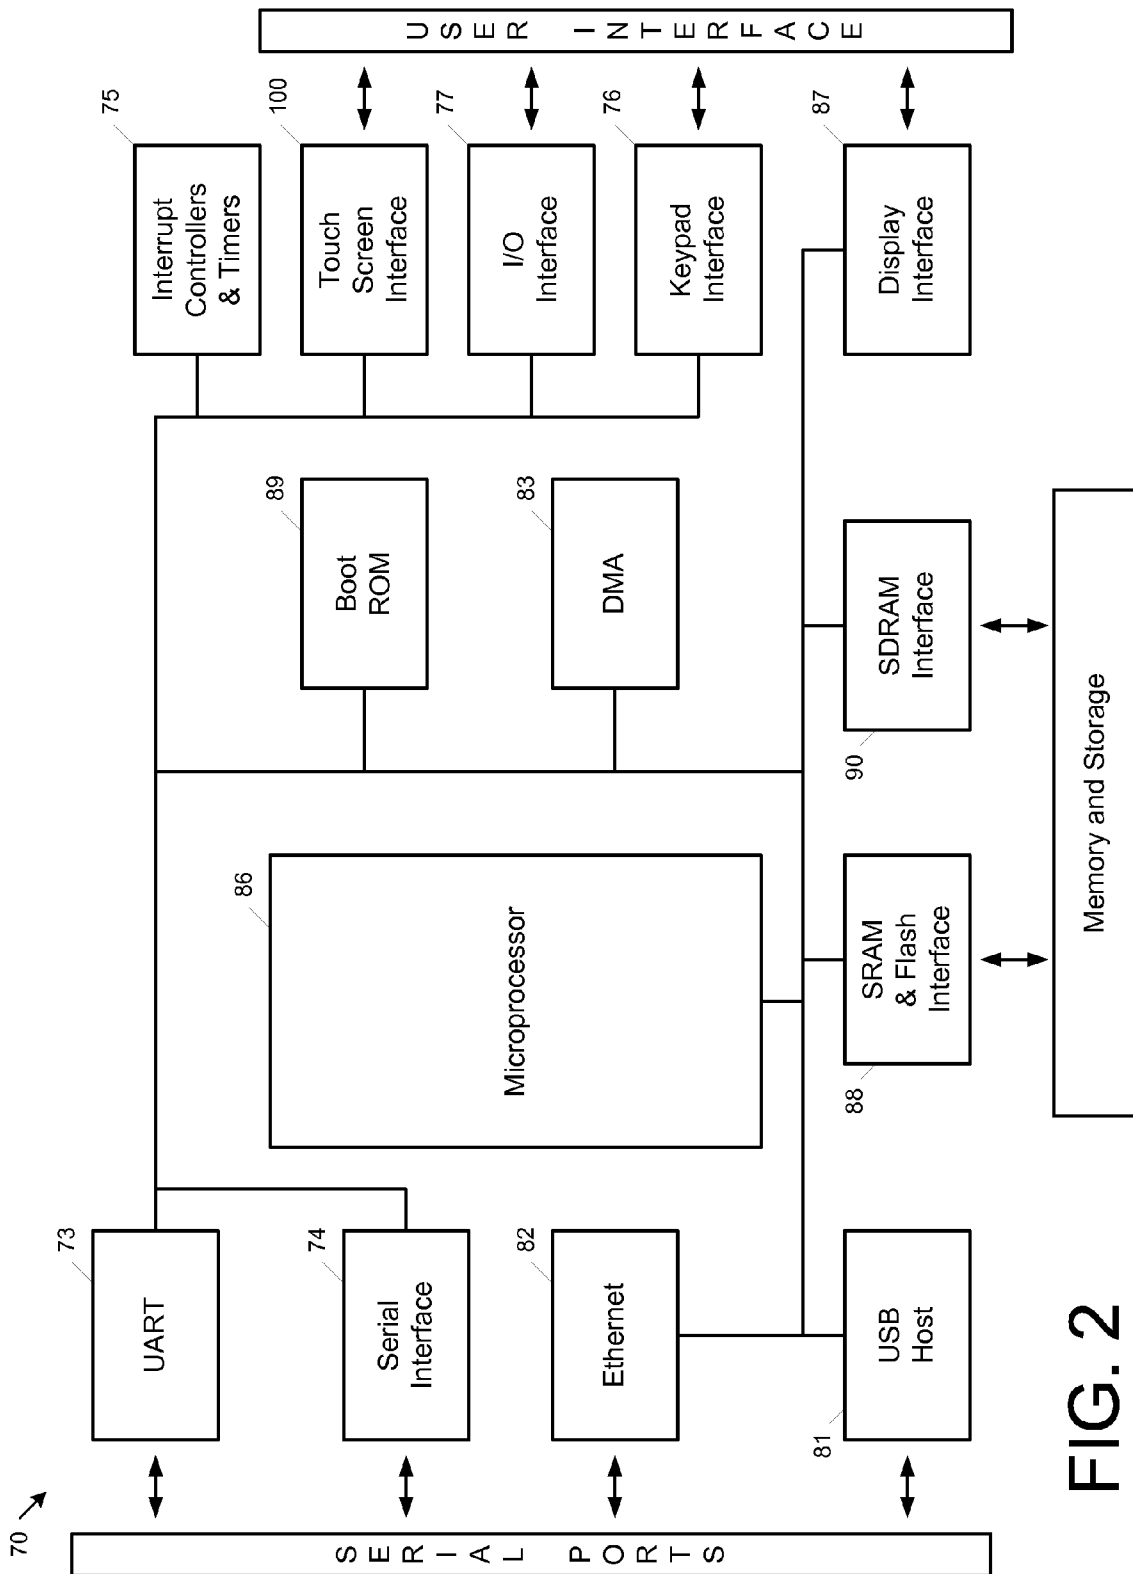 70
SERIAL PORTS
73
UART
74
Serial
Interface
82
Ethernet
81
USB
Host
86
Microprocessor
88
SRAM
& Flash
Interface
90
SDRAM
Interface
Memory and Storage
89
Boot
ROM
83
DMA
75
Interrupt
Controllers
& Timers
100
Touch
Screen
Interface
77
I/O
Interface
76
Keypad
Interface
87
Display
Interface
USER INTERFACE
FIG. 2